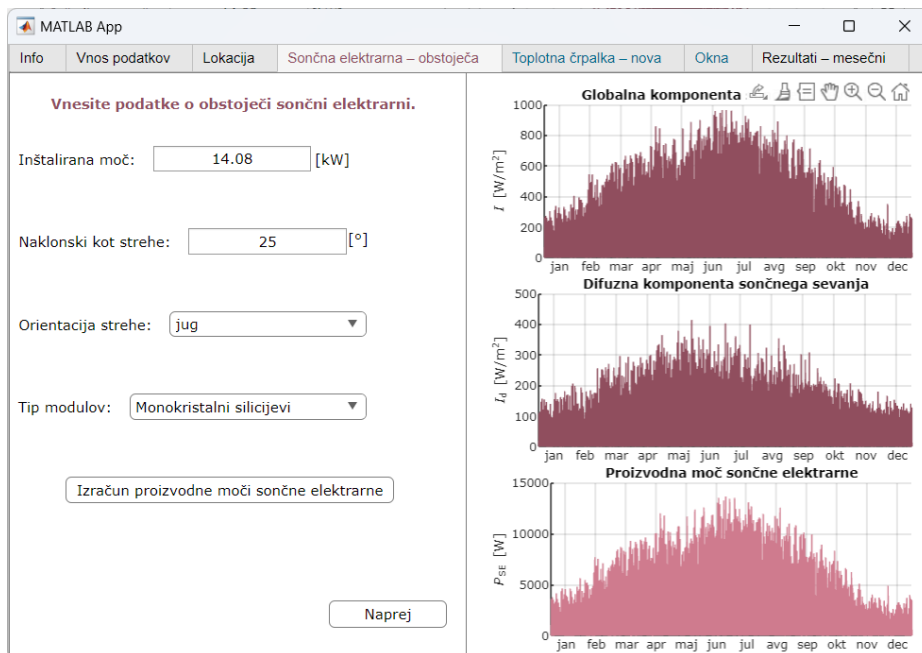 MATLAB App
Info
Vnos podatkov
Lokacija
Sončna elektrarna – obstoječa
Toplotna črpalka – nova
Okna
Rezultati – mesečni
Vnesite podatke o obstoječi sončni elektrarni.
Inštalirana moč: 14.08 [kW]
Naklonski kot strehe: 25 [°]
Orientacija strehe: jug
Tip modulov: Monokristalni silicijevi
Izračun proizvodne moči sončne elektrarne
Naprej
Globalna komponenta
I [W/m²]
1000
800
600
400
200
0
jan feb mar apr maj jun jul avg sep okt nov dec
Difuzna komponenta sončnega sevanja
I_d [W/m²]
500
400
300
200
100
0
jan feb mar apr maj jun jul avg sep okt nov dec
Proizvodna moč sončne elektrarne
P_SE [W]
15000
10000
5000
0
jan feb mar apr maj jun jul avg sep okt nov dec